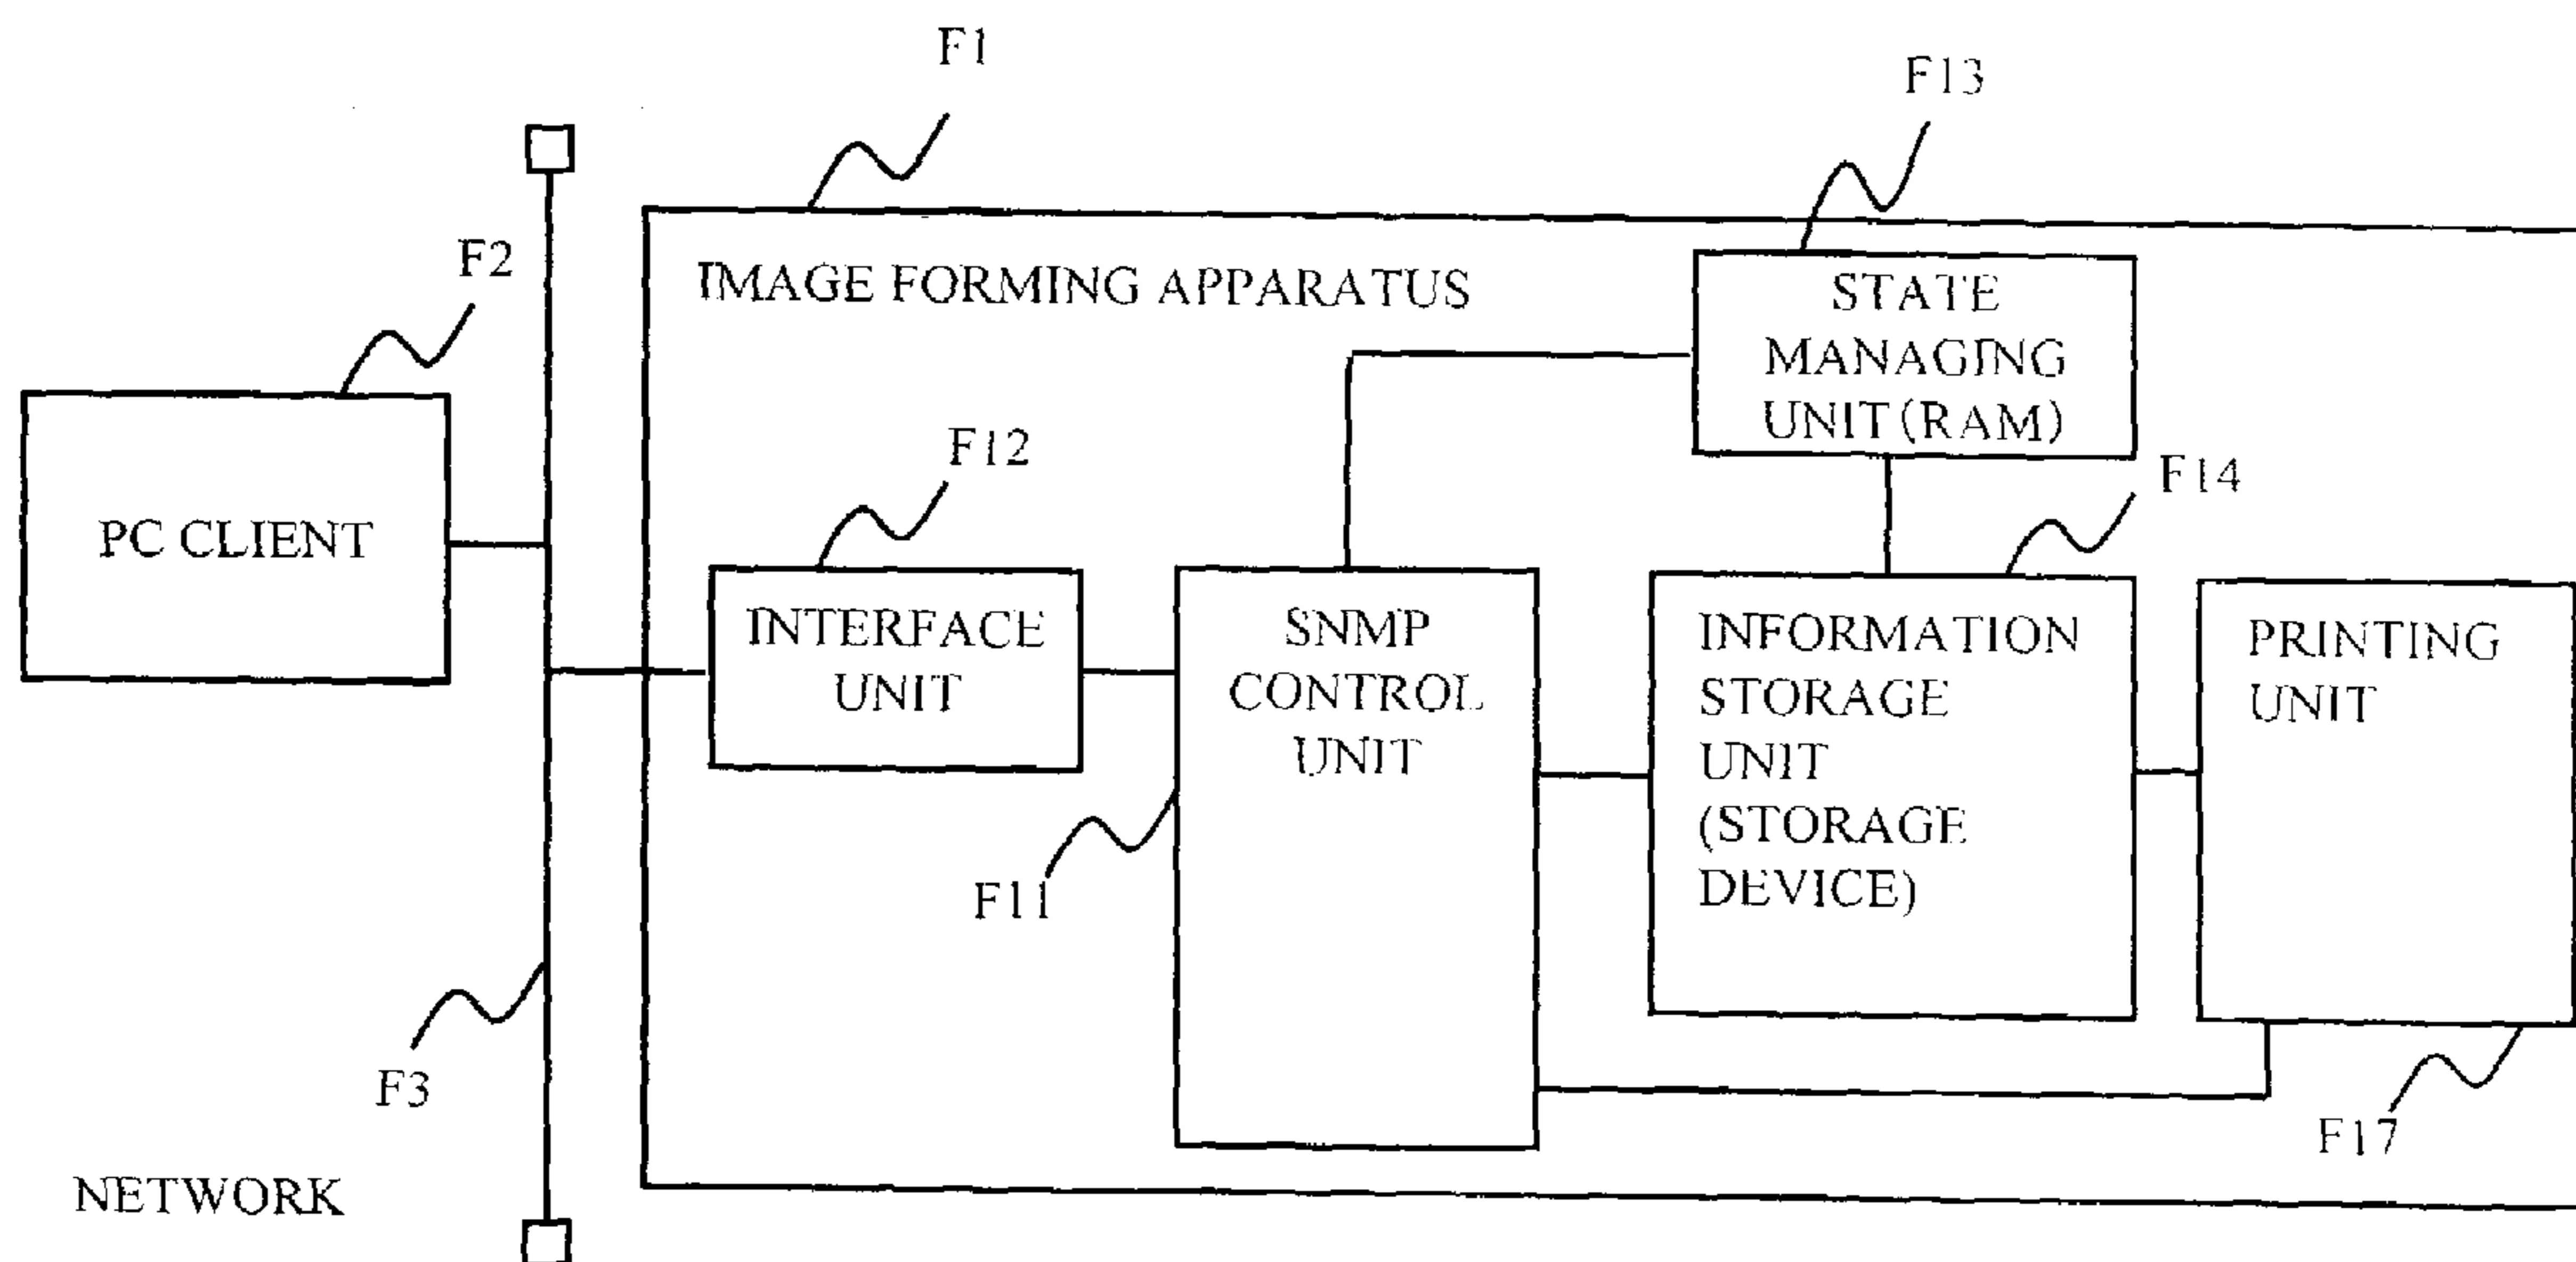 F1
F13
F2
IMAGE FORMING APPARATUS
STATE
MANAGING
UNIT (RAM)
F12
F14
PC CLIENT
INTERFACE
UNIT
SNMP
CONTROL
UNIT
INFORMATION
STORAGE
UNIT
(STORAGE
DEVICE)
PRINTING
UNIT
F11
F3
F17
NETWORK